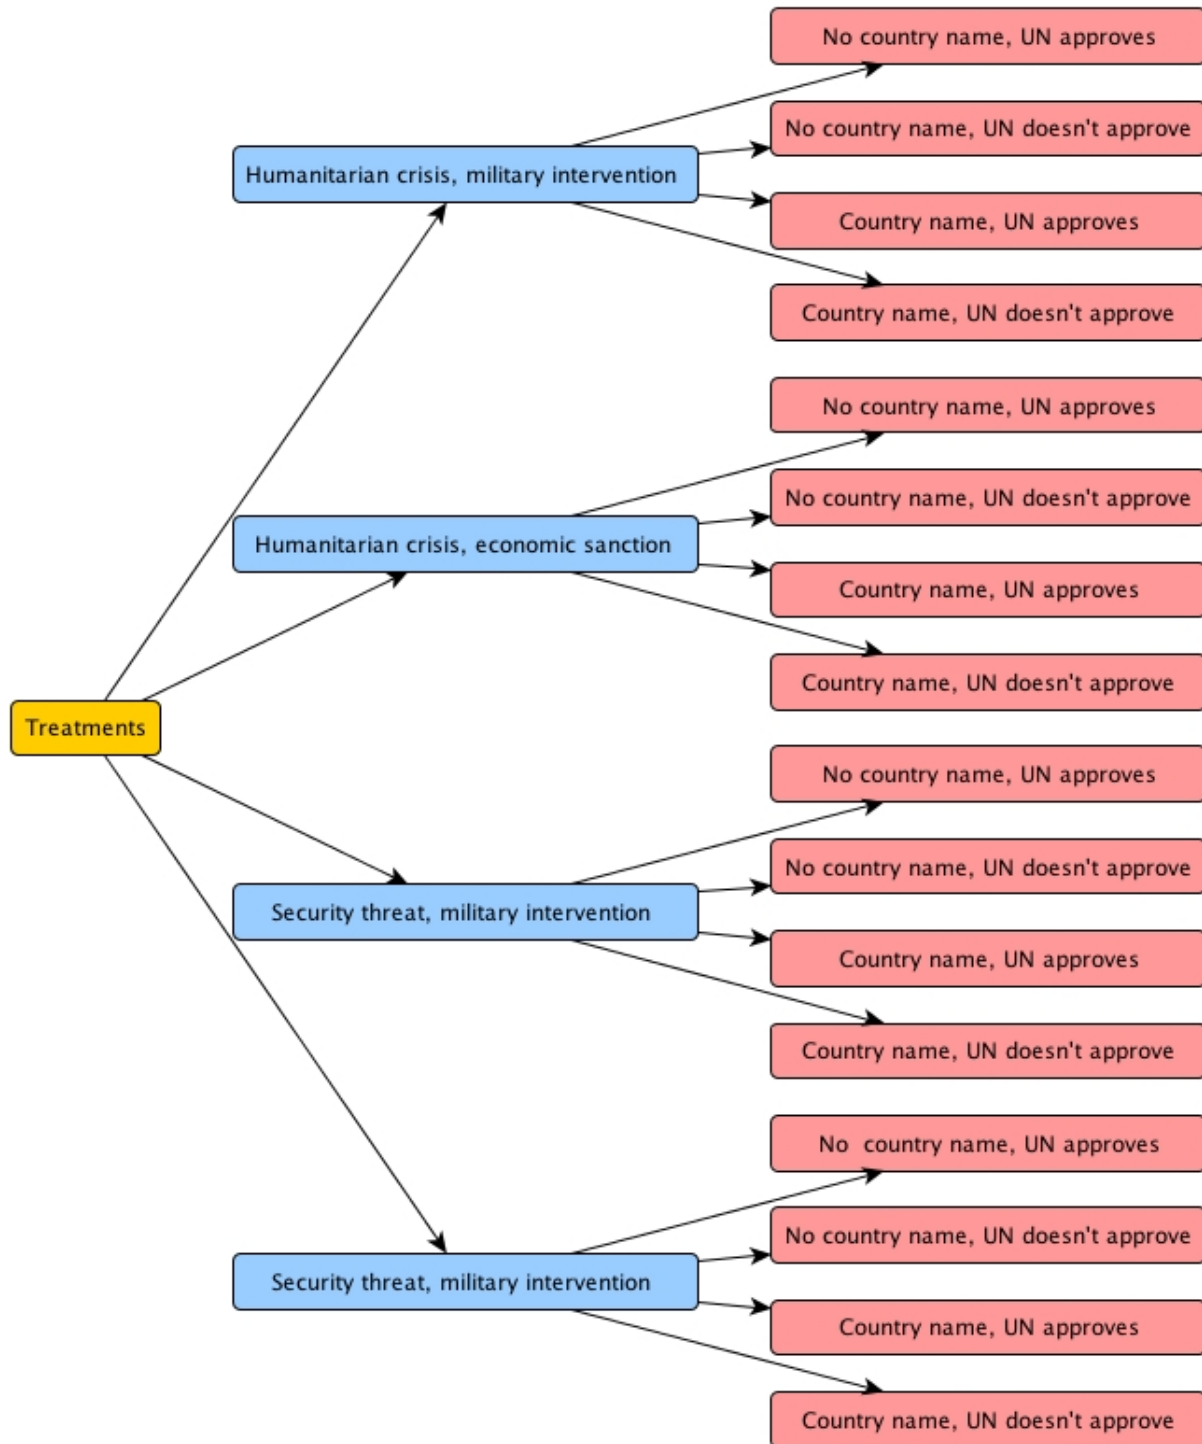 No country name, UN approves
No country name, UN doesn't approve
Humanitarian crisis, military intervention
Country name, UN approves
Country name, UN doesn't approve
No country name, UN approves
No country name, UN doesn't approve
Humanitarian crisis, economic sanction
Country name, UN approves
Country name, UN doesn't approve
Treatments
No country name, UN approves
No country name, UN doesn't approve
Security threat, military intervention
Country name, UN approves
Country name, UN doesn't approve
No  country name, UN approves
No country name, UN doesn't approve
Security threat, military intervention
Country name, UN approves
Country name, UN doesn't approve